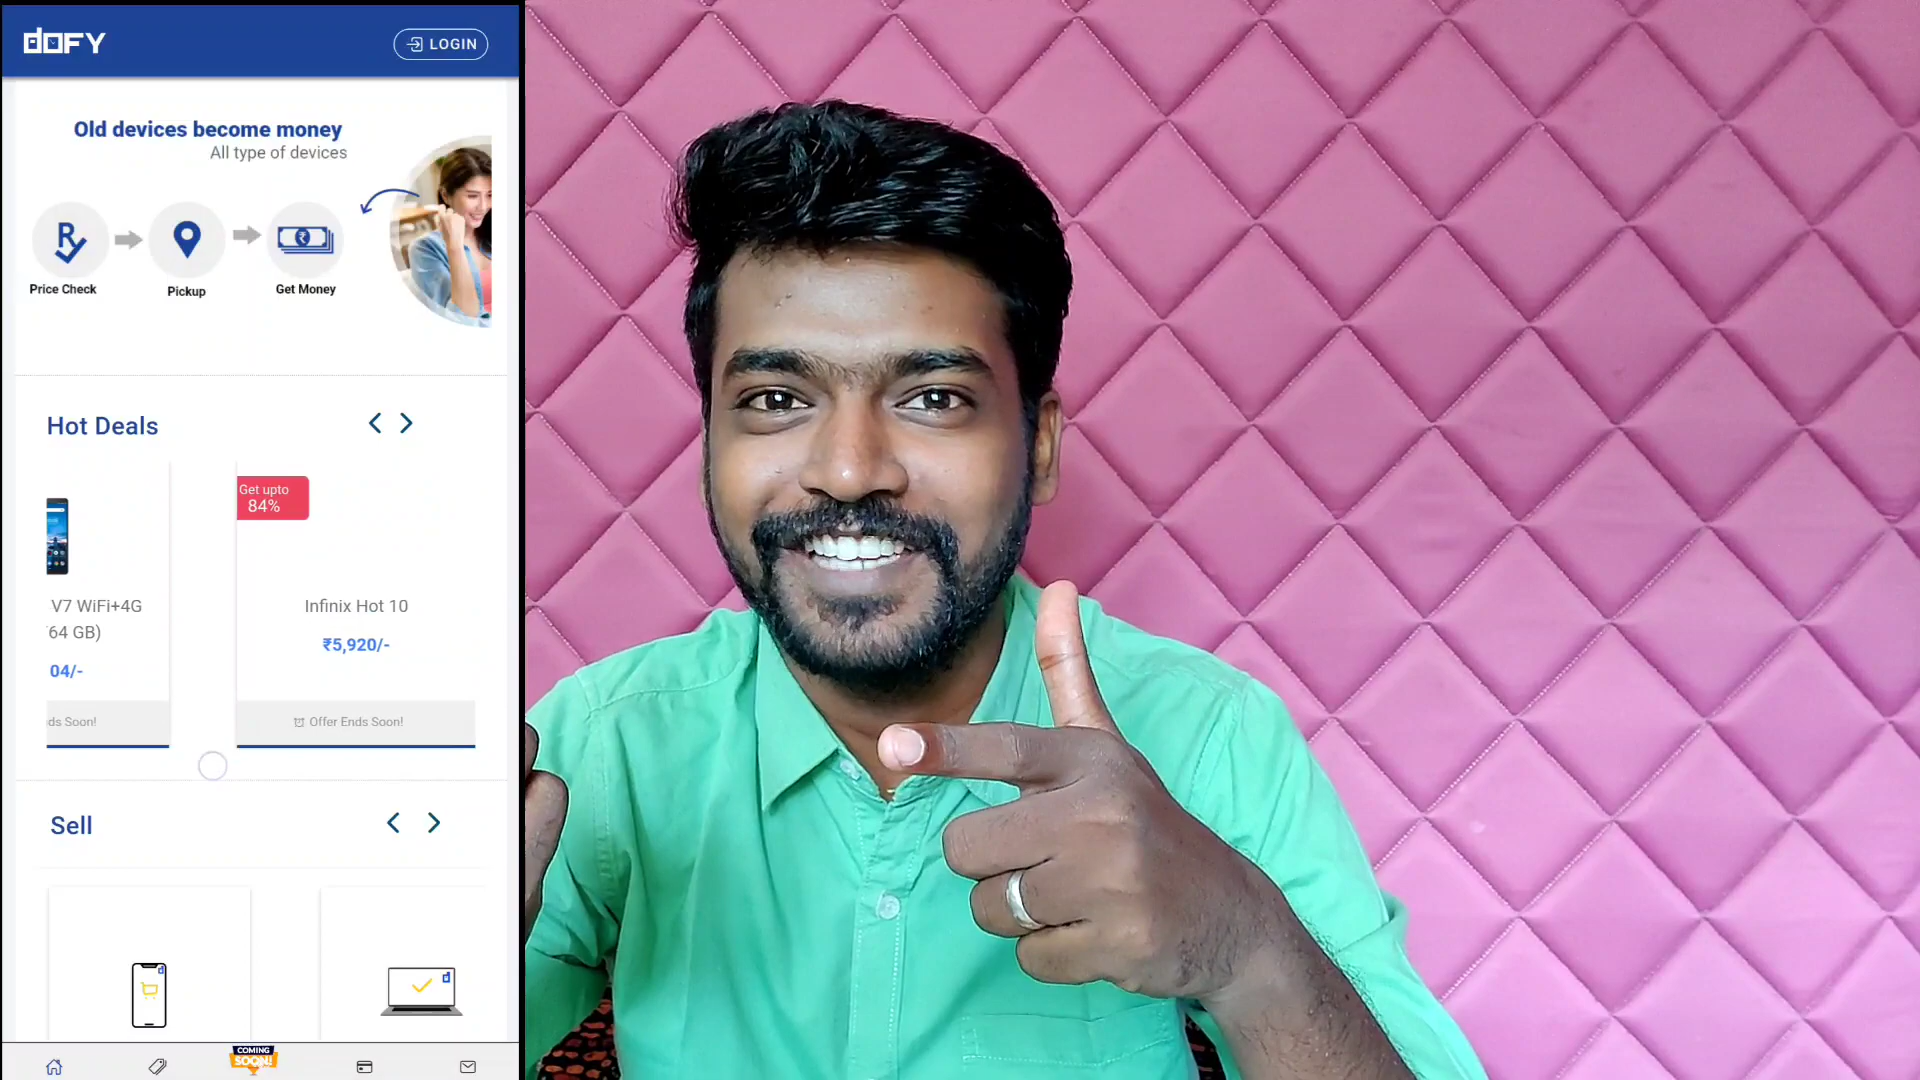 dOFY
LOGIN
Old devices become money
All type of devices
Price Check
Pickup
Get Money
Hot Deals
Get upto
84%
V7 WiFi+4G
64 GB)
04/-
ds Soon!
Infinix Hot 10
₹5,920/-
Offer Ends Soon!
Sell
COMING
SOON!